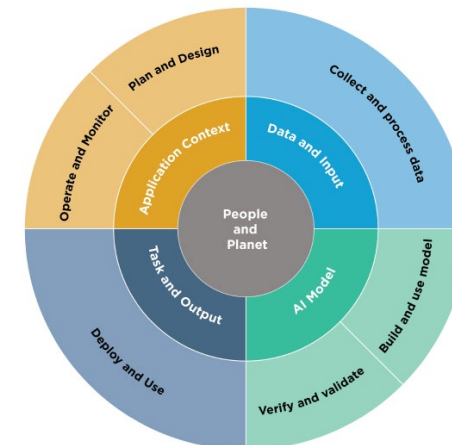 Plan and Design
Collect and process data
Operate and Monitor
Application Context
Data and Input
People
and
Planet
Task and Output
AI Model
Build and use model
Deploy and Use
Verify and validate